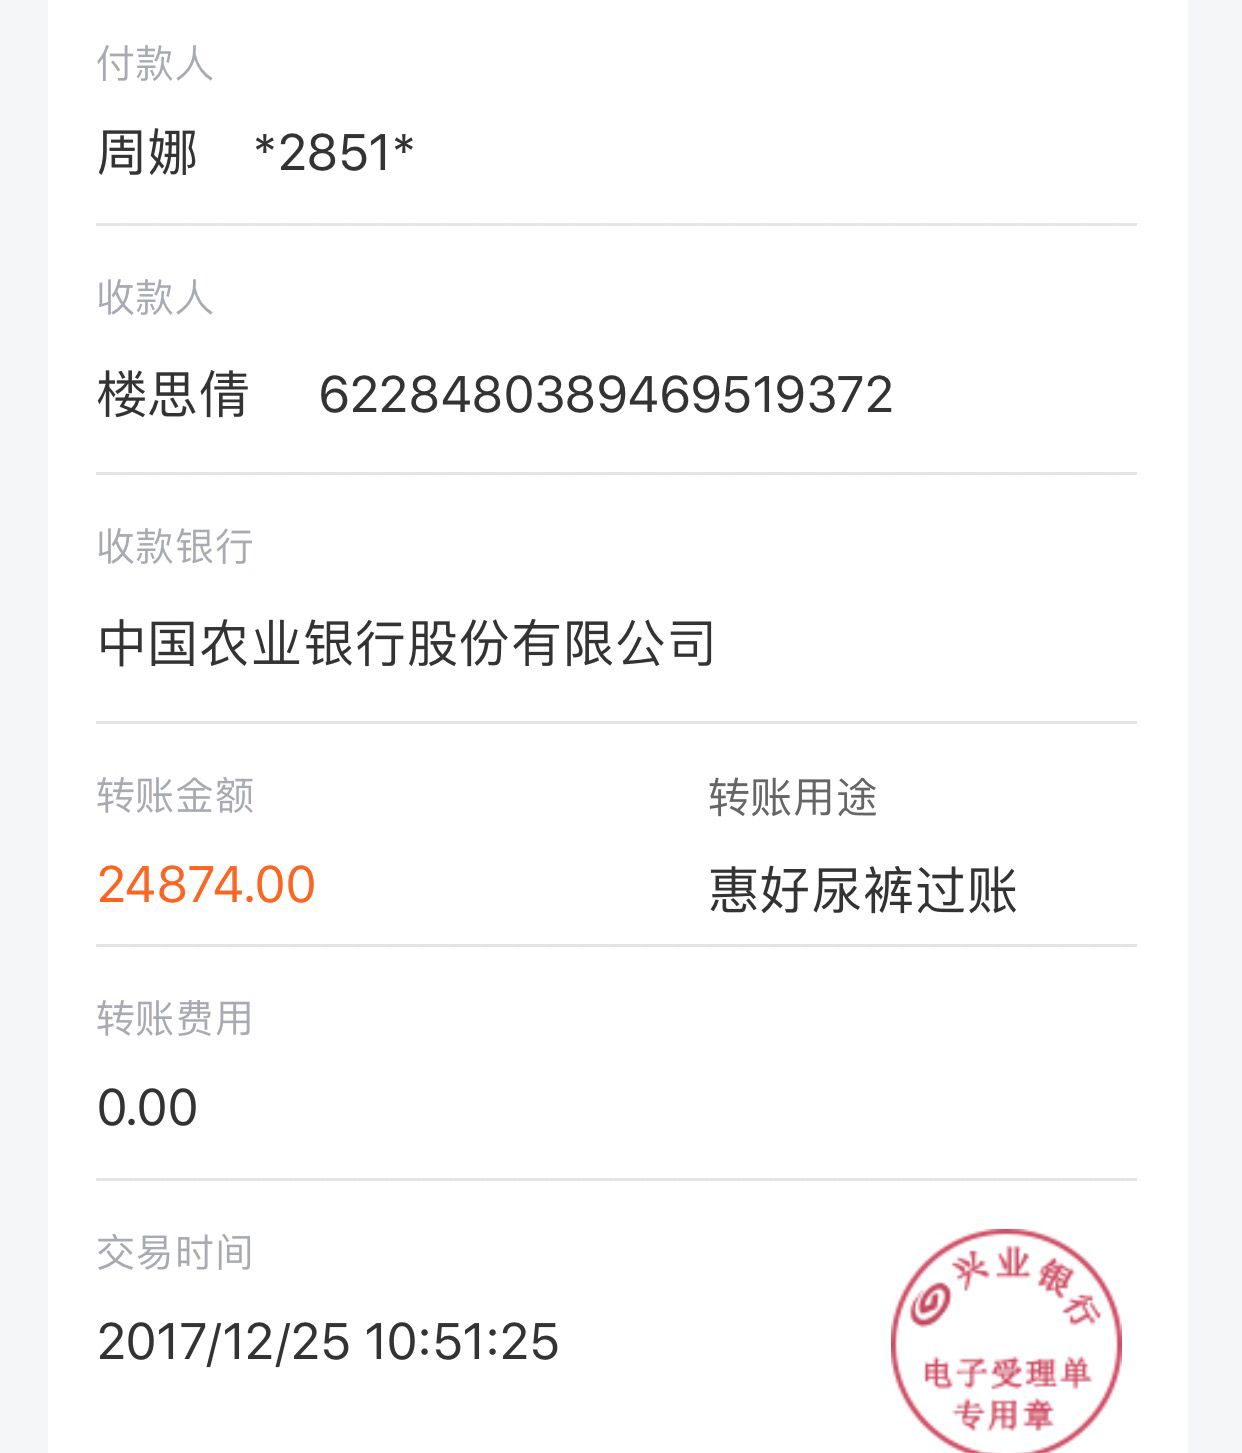 付款人
周娜 *2851*
收款人
楼思倩 6228480389469519372
收款银行
中国农业银行股份有限公司
转账金额 转账用途
24874.00 惠好尿裤过账
转账费用
0.00
交易时间
2017/12/25 10:51:25
兴业银行
电子受理单
专用章